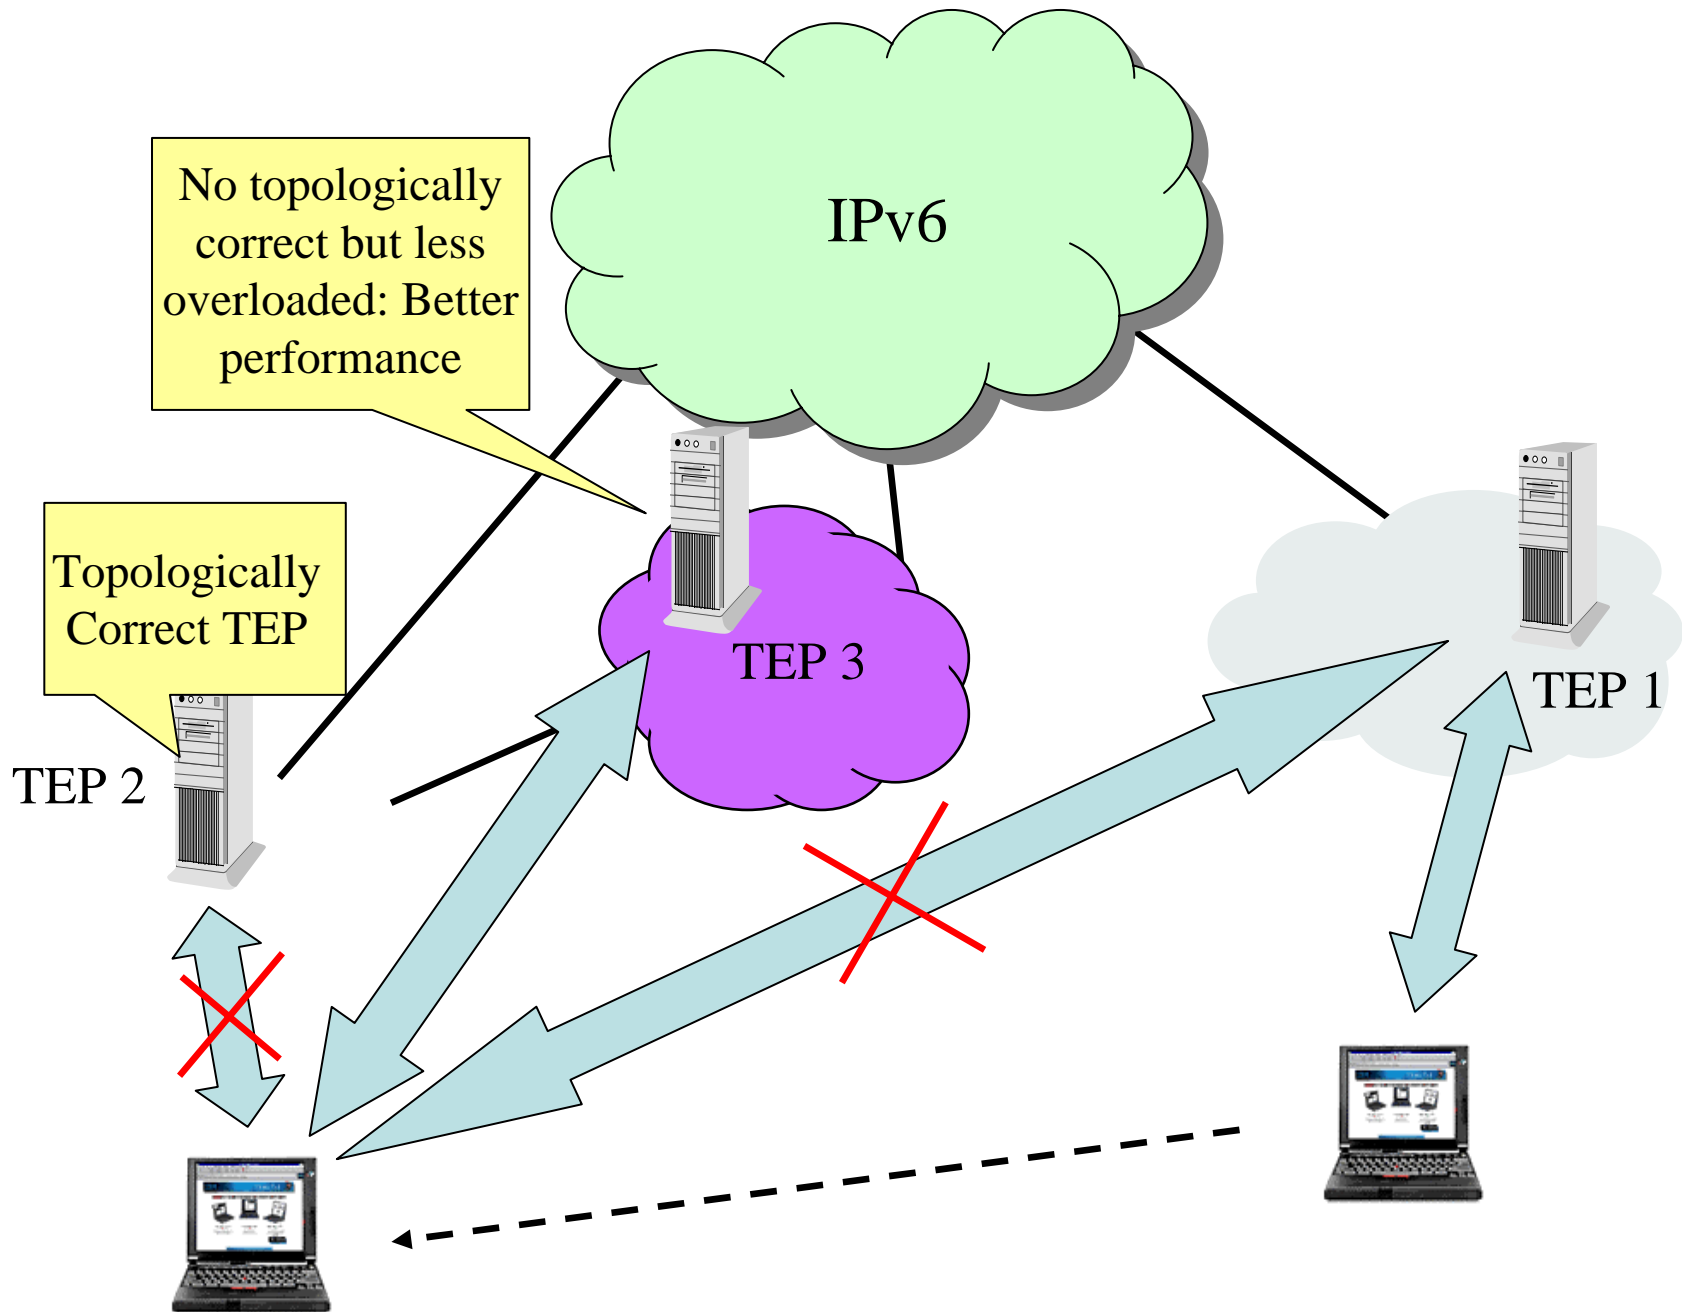 No topologically
correct but less
overloaded: Better
performance
IPv6
Topologically
Correct TEP
TEP 3
TEP 1
TEP 2